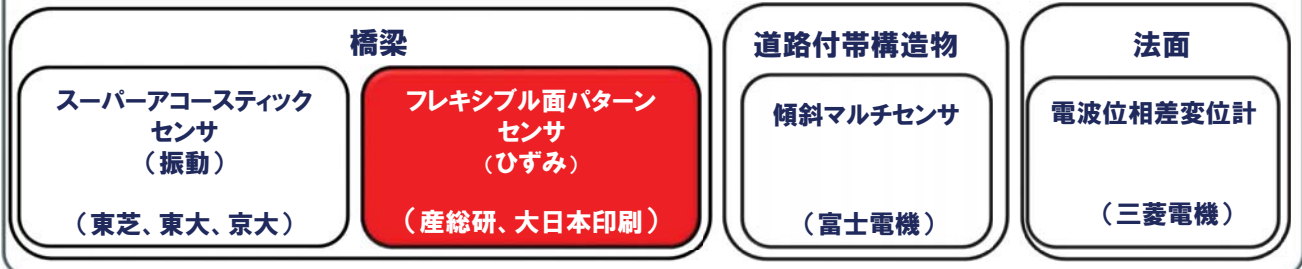 橋梁
スーパーアコースティック
センサ
（振動）
（東芝、東大、京大）
フレキシブル面パターン
センサ
（ひずみ）
（産総研、大日本印刷）
道路付帯構造物
傾斜マルチセンサ
（富士電機）
法面
電波位相差変位計
（三菱電機）